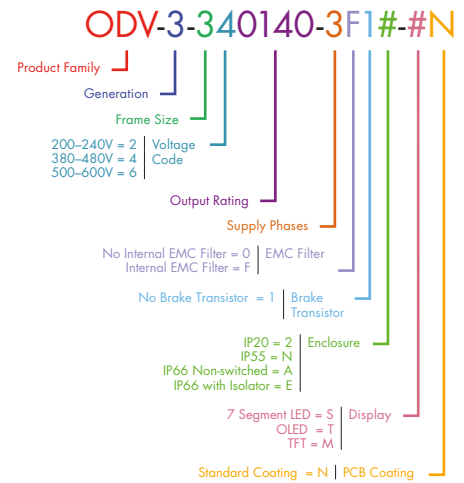 ODV-3-340140-3F1#-#N
Product Family
Generation
Frame Size
200–240V = 2 Voltage
380–480V = 4 Code
500–600V = 6
Output Rating
Supply Phases
No Internal EMC Filter = 0 EMC Filter
Internal EMC Filter = F
No Brake Transistor = 1 Brake
Transistor
IP20 = 2 Enclosure
IP55 = N
IP66 Non-switched = A
IP66 with Isolator = E
7 Segment LED = S Display
OLED = T
TFT = M
Standard Coating = N PCB Coating